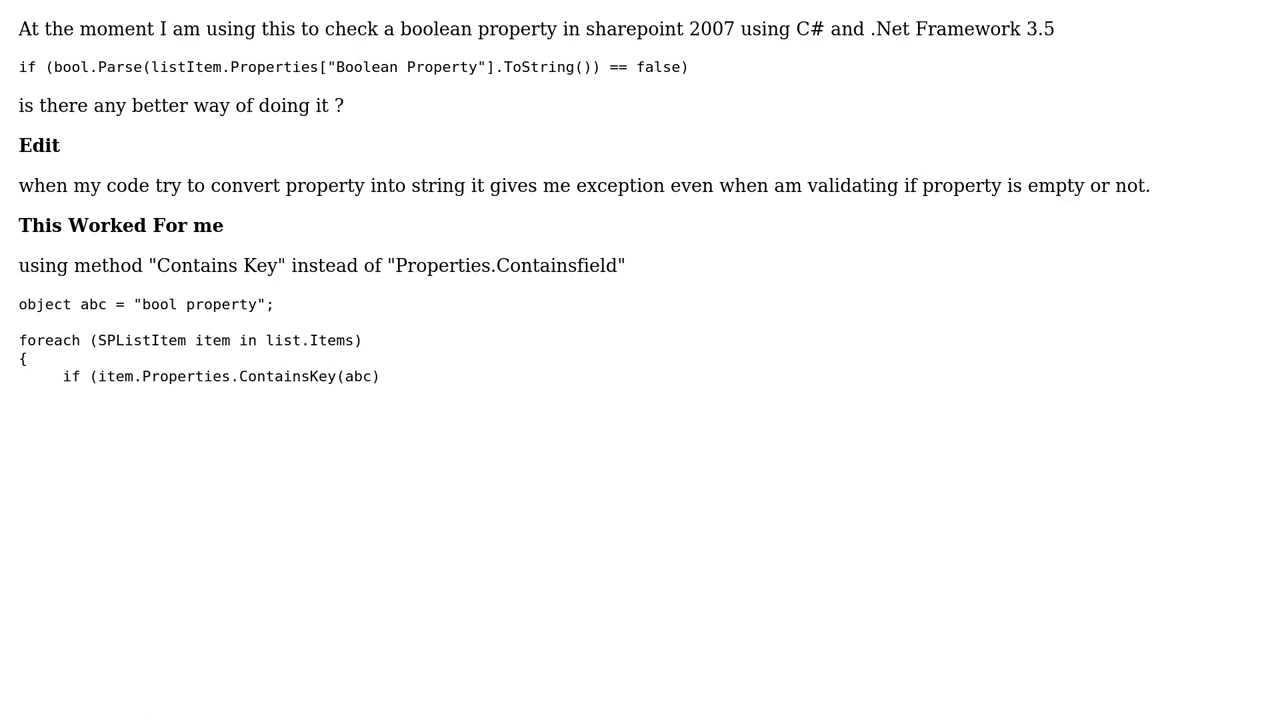 At the moment I am using this to check a boolean property in sharepoint 2007 using C# and .Net Framework 3.5
if (bool.Parse(listItem.Properties["Boolean Property"].ToString()) == false)
is there any better way of doing it ?
Edit
when my code try to convert property into string it gives me exception even when am validating if property is empty or not.
This Worked For me
using method "Contains Key" instead of "Properties.Containsfield"
object abc = "bool property";
foreach (SPListItem item in list.Items)
{
     if (item.Properties.ContainsKey(abc)